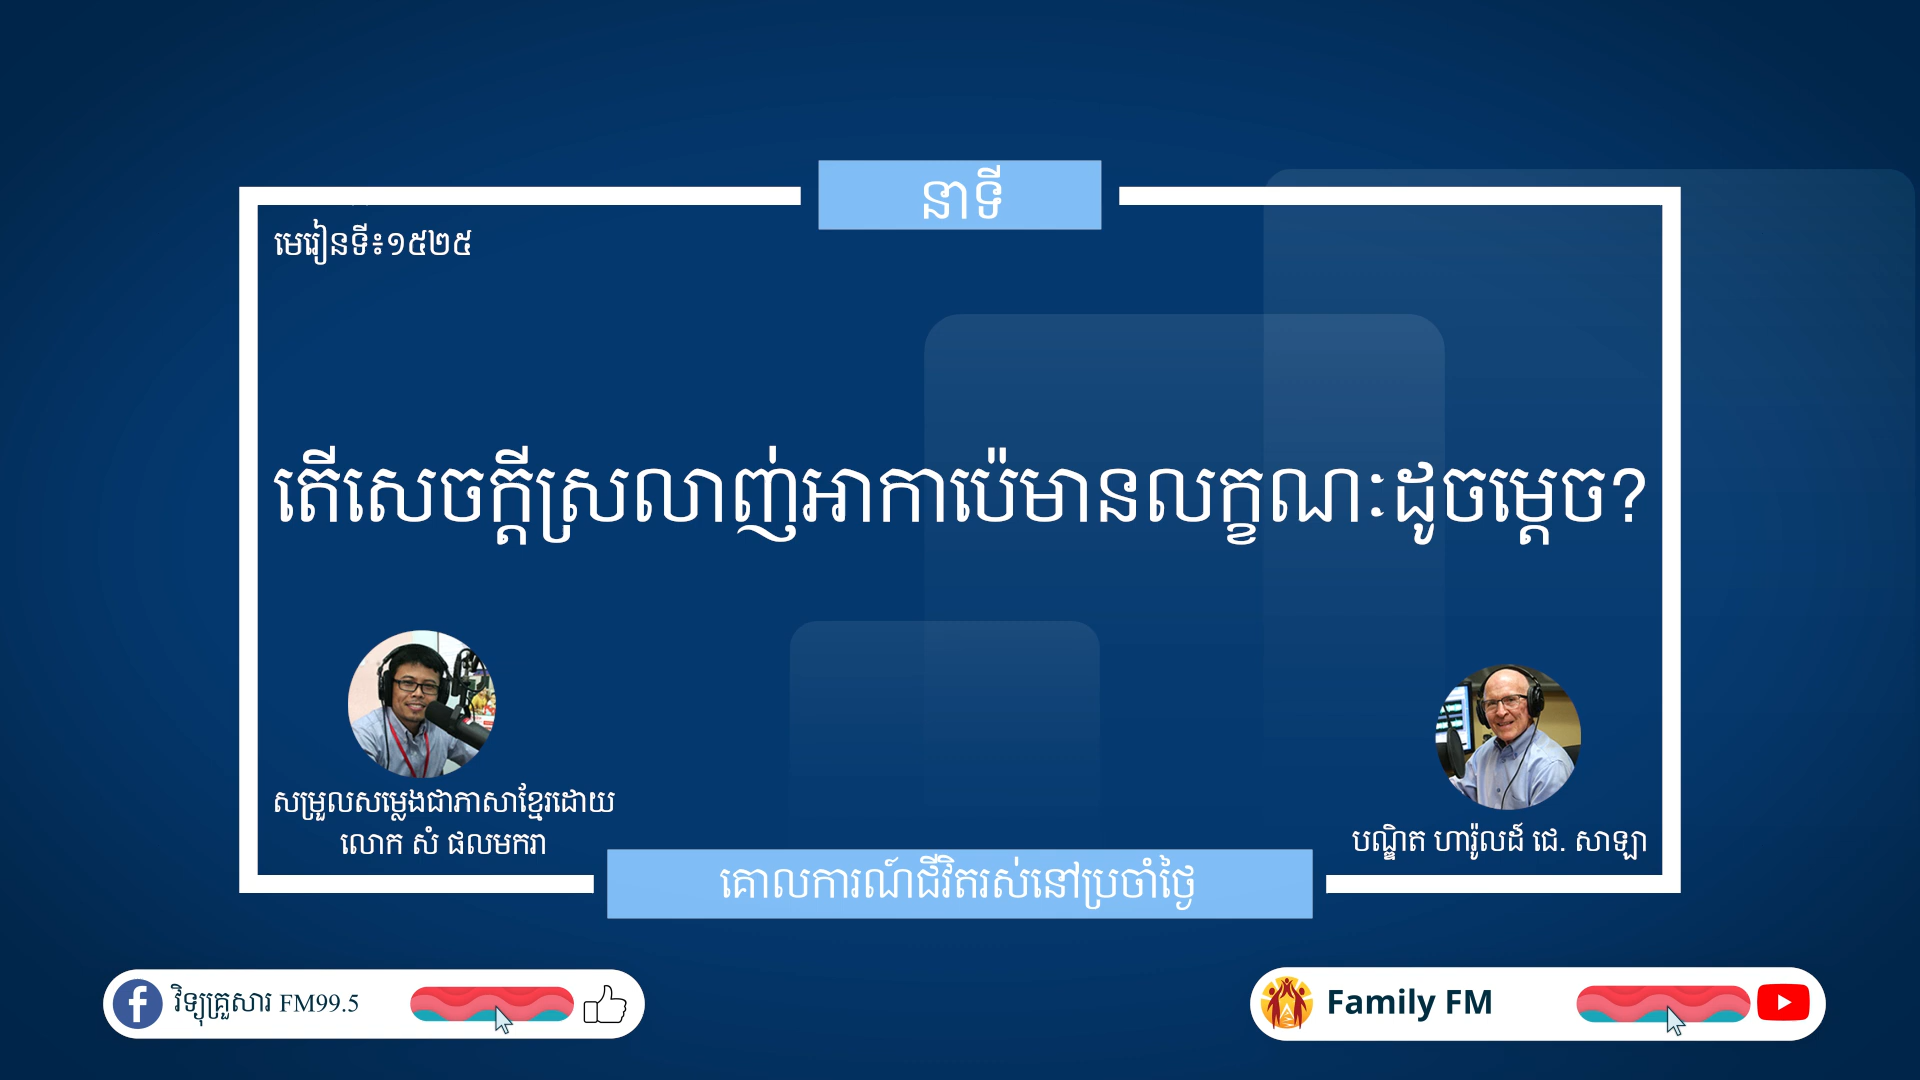 នាទី
មេរៀនទី៖១៥២៥
តើសេចក្ដីស្រលាញ់អាកាប៉េមានលក្ខណៈដូចម្ដេច?
សម្រួលសម្លេងជាភាសាខ្មែរដោយ
លោក សំ ផលមករា
បណ្ឌិត ហារ៉ូលដ៍ ជេ. សាឡា
គោលការណ៍ជីវិតរស់នៅប្រចាំថ្ងៃ
វិទ្យុគ្រួសារ FM99.5
Family FM